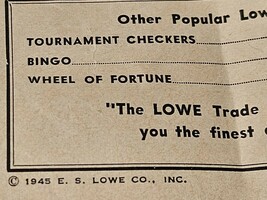 Other Popular Low
TOURNAMENT CHECKERS
BINGO
WHEEL OF FORTUNE
"The LOWE Trade
you the finest
© 1945 E. S. LOWE CO., INC.